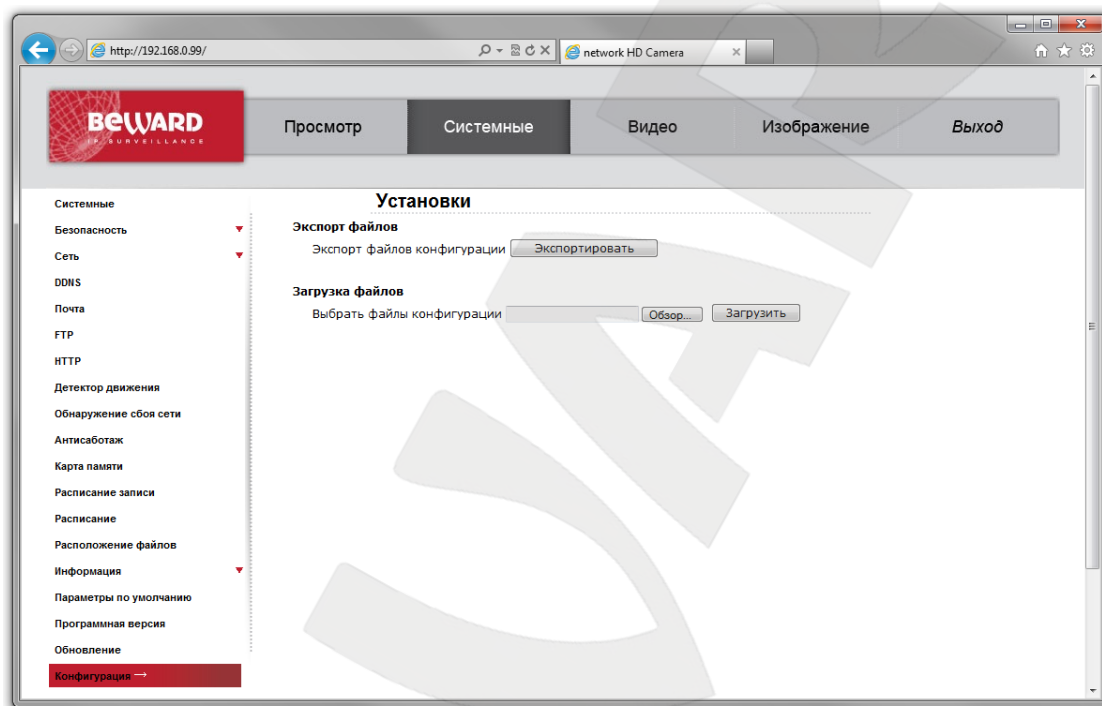 http://192.168.0.99/
network HD Camera
BEWARD
IP SURVEILLANCE
Просмотр
Системные
Видео
Изображение
Выход
Системные
Безопасность
Сеть
DDNS
Почта
FTP
HTTP
Детектор движения
Обнаружение сбоя сети
Антисаботаж
Карта памяти
Расписание записи
Расписание
Расположение файлов
Информация
Параметры по умолчанию
Программная версия
Обновление
Конфигурация →
Установки
Экспорт файлов
Экспорт файлов конфигурации Экспортировать
Загрузка файлов
Выбрать файлы конфигурации Обзор... Загрузить